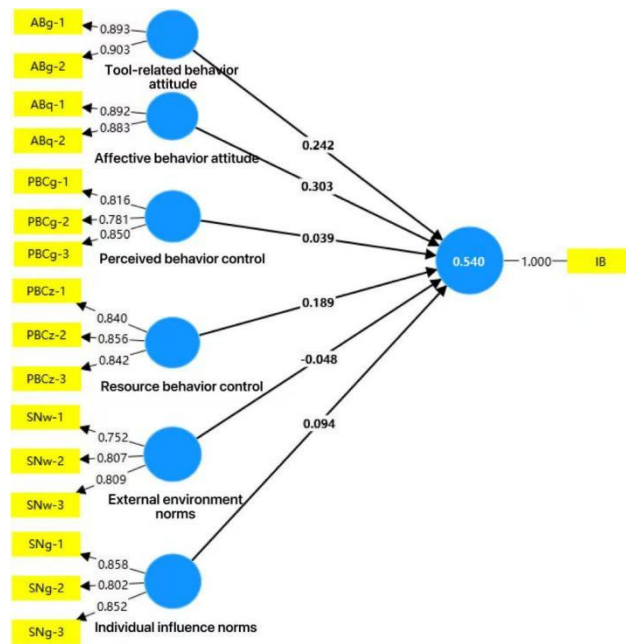 ABg-1
0.893
0.903
ABg-2
Tool-related behavior
attitude
ABq-1
0.892
0.883
ABq-2
Affective behavior attitude
PBCg-1
0.816
PBCg-2
0.781
0.850
PBCg-3
Perceived behavior control
PBCz-1
0.840
PBCz-2
0.856
0.842
PBCz-3
Resource behavior control
SNw-1
0.752
SNw-2
0.807
0.809
SNw-3
External environment
norms
SNg-1
0.858
SNg-2
0.802
0.852
SNg-3
Individual influence norms
0.242
0.303
0.039
0.189
-0.048
0.094
0.540
1.000
IB